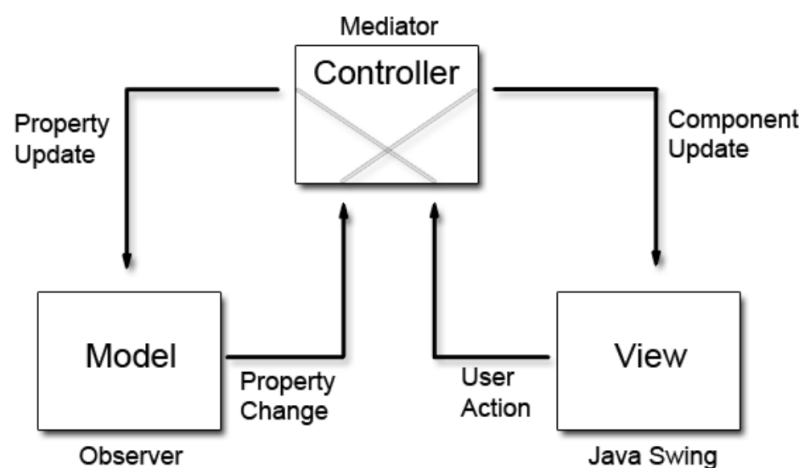 Mediator
Controller
Property
Update
Component
Update
Model
View
Property
Change
User
Action
Observer
Java Swing